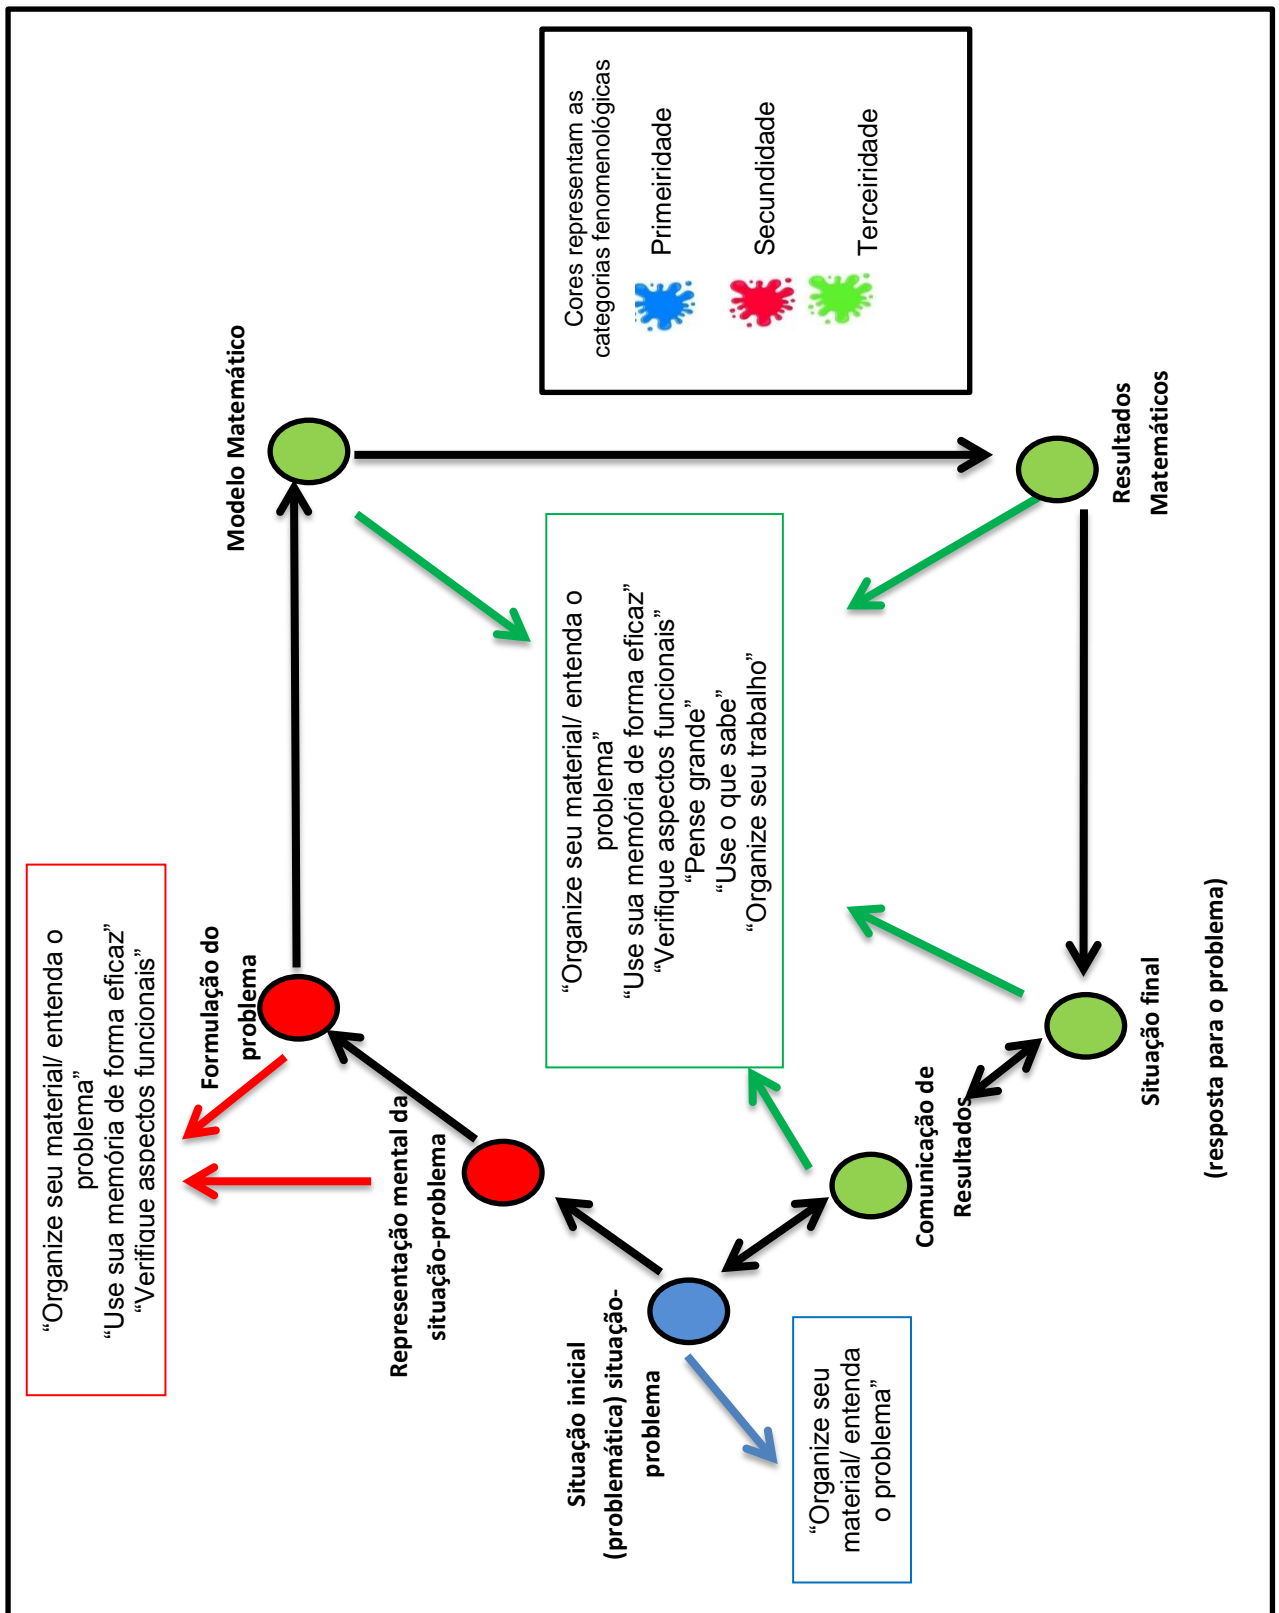 “Organize seu material/ entenda o
problema”
“Use sua memória de forma eficaz”
“Verifique aspectos funcionais”
Formulação do
problema
Modelo Matemático
Representação mental da
situação-problema
Situação inicial
(problemática) situação-
problema
“Organize seu
material/ entenda
o problema”
“Organize seu material/ entenda o
problema”
“Use sua memória de forma eficaz”
“Verifique aspectos funcionais”
“Pense grande”
“Use o que sabe”
“Organize seu trabalho”
Cores representam as
categorias fenomenológicas
Primeiridade
Secundidade
Terceiridade
Comunicação de
Resultados
Situação final
(resposta para o problema)
Resultados
Matemáticos